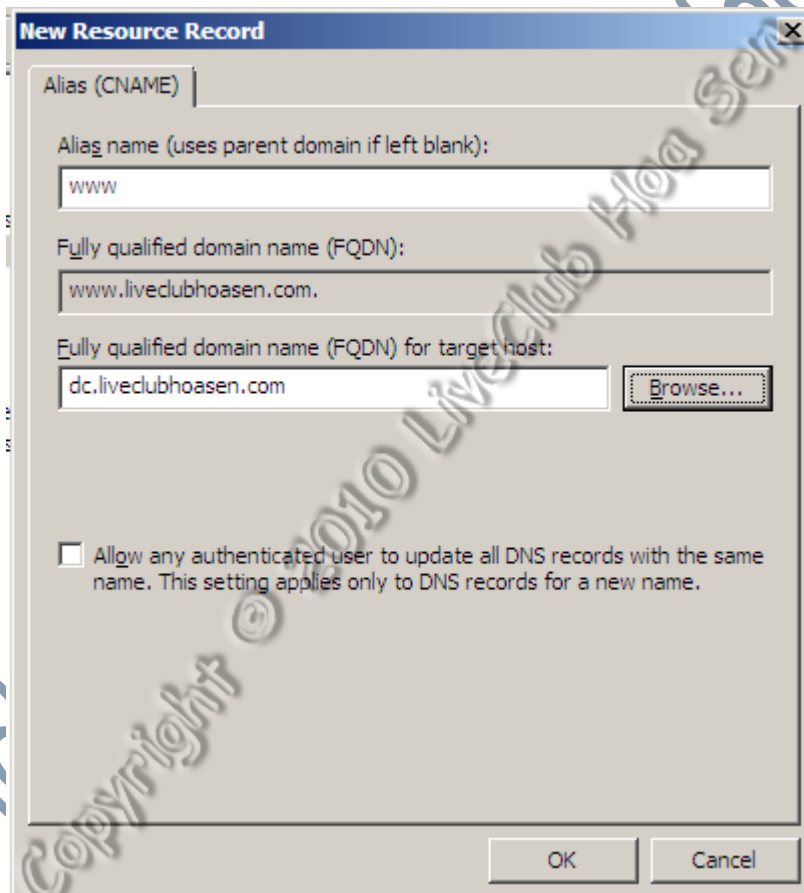 New Resource Record
Alias (CNAME)
Alias name (uses parent domain if left blank):
www
Fully qualified domain name (FQDN):
www.liveclubhoasen.com.
Fully qualified domain name (FQDN) for target host:
dc.liveclubhoasen.com
Browse...
Allow any authenticated user to update all DNS records with the same
name. This setting applies only to DNS records for a new name.
OK
Cancel
Copyright © 2010 LiveClub Hoa Sen